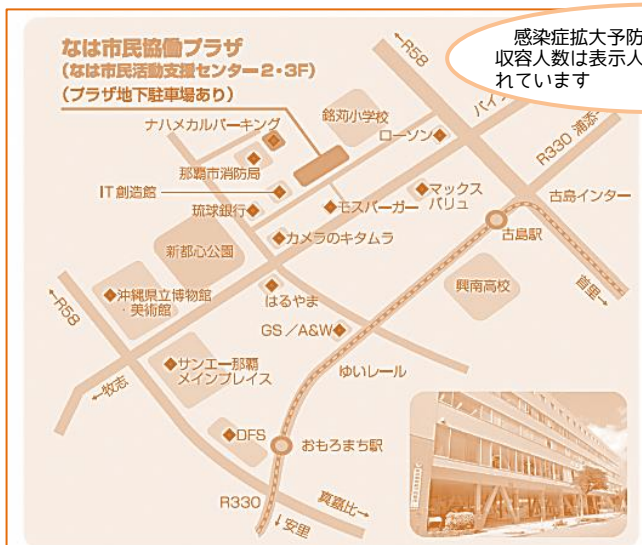 なは市民協働プラザ
(なは市民活動支援センター2・3F)
(プラザ地下駐車場あり)
感染症拡大予防
収容人数は表示人
れています
←R58
銘苅小学校
ナハメカルパーキング
ローソン
バイ
R330 浦添
那覇市消防局
IT創造館
マックス
バリュ
古島インター
琉球銀行
モスバーガー
カメラのキタムラ
古島駅
新都心公園
首里→
興南高校
←R58
沖縄県立博物館
・美術館
はるやま
GS/A&W
ゆいレール
サンエー那覇
メインプレイス
←牧志
DFS
おもろまち駅
R330
真嘉比→
↓安里